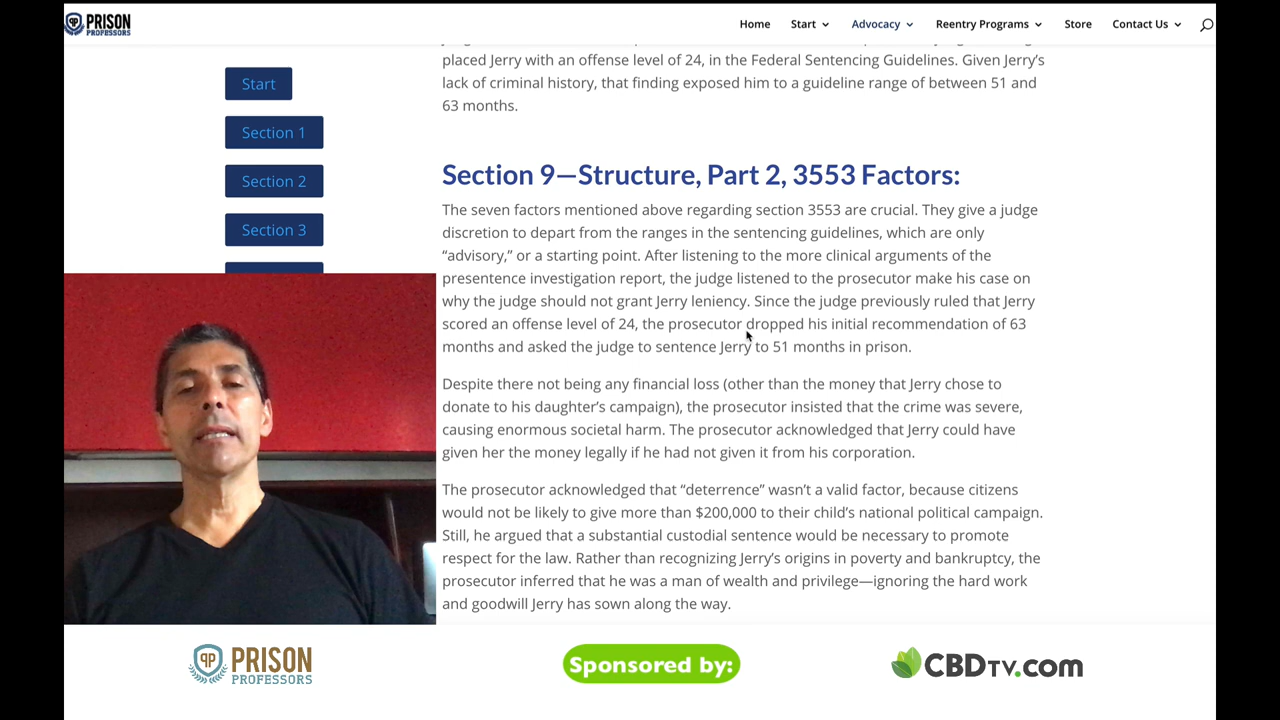 PRISON
PROFESSORS
Home
Start
Advocacy
Reentry Programs
Store
Contact Us
Start
Section 1
Section 2
Section 3
placed Jerry with an offense level of 24, in the Federal Sentencing Guidelines. Given Jerry's
lack of criminal history, that finding exposed him to a guideline range of between 51 and
63 months.
Section 9—Structure, Part 2, 3553 Factors:
The seven factors mentioned above regarding section 3553 are crucial. They give a judge
discretion to depart from the ranges in the sentencing guidelines, which are only
“advisory,” or a starting point. After listening to the more clinical arguments of the
presentence investigation report, the judge listened to the prosecutor make his case on
why the judge should not grant Jerry leniency. Since the judge previously ruled that Jerry
scored an offense level of 24, the prosecutor dropped his initial recommendation of 63
months and asked the judge to sentence Jerry to 51 months in prison.
Despite there not being any financial loss (other than the money that Jerry chose to
donate to his daughter's campaign), the prosecutor insisted that the crime was severe,
causing enormous societal harm. The prosecutor acknowledged that Jerry could have
given her the money legally if he had not given it from his corporation.
The prosecutor acknowledged that “deterrence” wasn't a valid factor, because citizens
would not be likely to give more than $200,000 to their child's national political campaign.
Still, he argued that a substantial custodial sentence would be necessary to promote
respect for the law. Rather than recognizing Jerry's origins in poverty and bankruptcy, the
prosecutor inferred that he was a man of wealth and privilege—ignoring the hard work
and goodwill Jerry has sown along the way.
PRISON
PROFESSORS
Sponsored by:
CBDTV.com